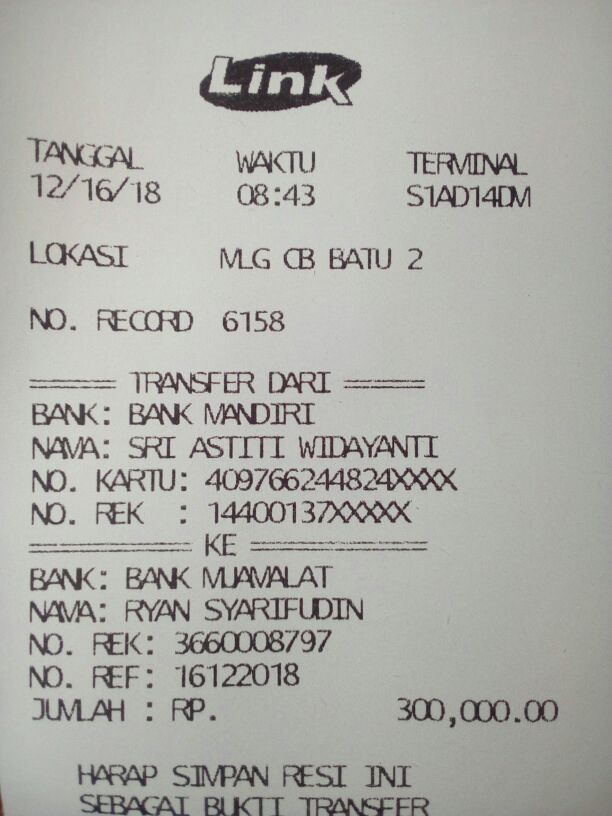 Link
TANGGAL WAKTU TERMINAL
12/16/18 08:43 S1AD14DM
LOKASI MLG CB BATU 2
NO. RECORD 6158
====== TRANSFER DARI ======
BANK: BANK MANDIRI
NAMA: SRI ASTITI WIDAYANTI
NO. KARTU: 409766244824XXXX
NO. REK : 14400137XXXXX
=========== KE ============
BANK: BANK MUAMALAT
NAMA: RYAN SYARIFUDIN
NO. REK: 3660008797
NO. REF: 16122018
JUMLAH : RP. 300,000.00
HARAP SIMPAN RESI INI
SEBAGAI BUKTI TRANSFER